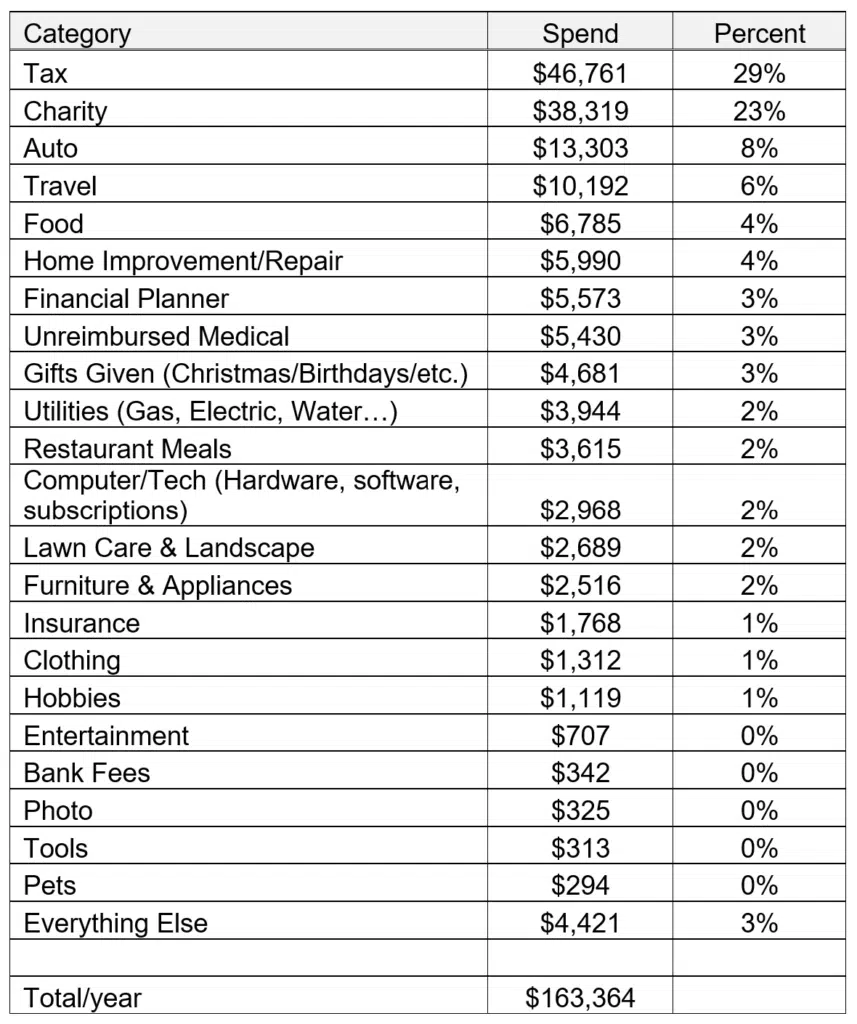 Category Spend Percent
Tax $46,761 29%
Charity $38,319 23%
Auto $13,303 8%
Travel $10,192 6%
Food $6,785 4%
Home Improvement/Repair $5,990 4%
Financial Planner $5,573 3%
Unreimbursed Medical $5,430 3%
Gifts Given (Christmas/Birthdays/etc.) $4,681 3%
Utilities (Gas, Electric, Water…) $3,944 2%
Restaurant Meals $3,615 2%
Computer/Tech (Hardware, software,
subscriptions) $2,968 2%
Lawn Care & Landscape $2,689 2%
Furniture & Appliances $2,516 2%
Insurance $1,768 1%
Clothing $1,312 1%
Hobbies $1,119 1%
Entertainment $707 0%
Bank Fees $342 0%
Photo $325 0%
Tools $313 0%
Pets $294 0%
Everything Else $4,421 3%
Total/year $163,364